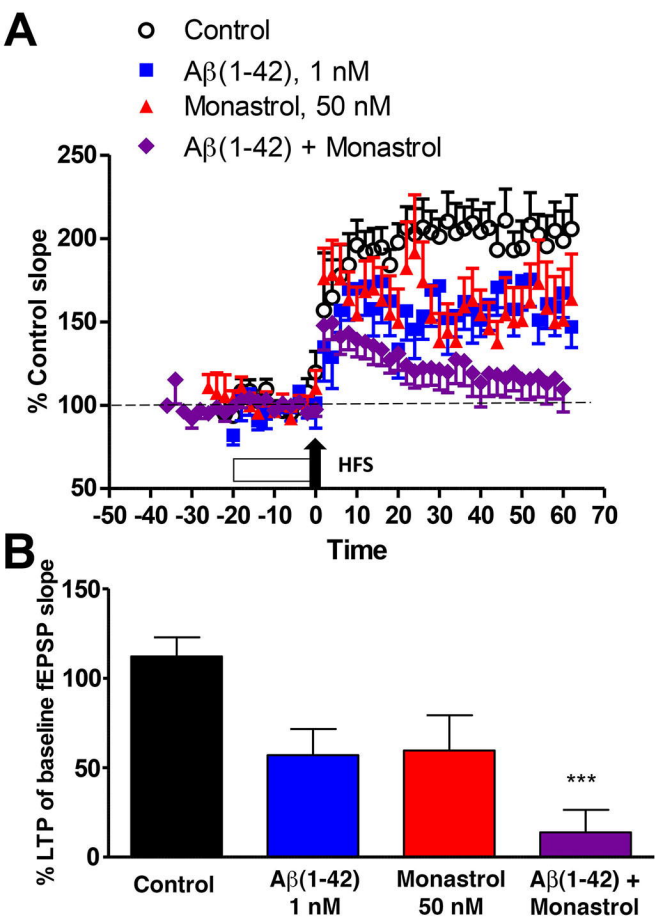 A
Control
Aβ(1-42), 1 nM
Monastrol, 50 nM
Aβ(1-42) + Monastrol
% Control slope
250
200
150
100
50
HFS
-50 -40 -30 -20 -10 0 10 20 30 40 50 60 70
Time
B
% LTP of baseline fEPSP slope
150
100
50
0
***
Control
Aβ(1-42)
1 nM
Monastrol
50 nM
Aβ(1-42) +
Monastrol